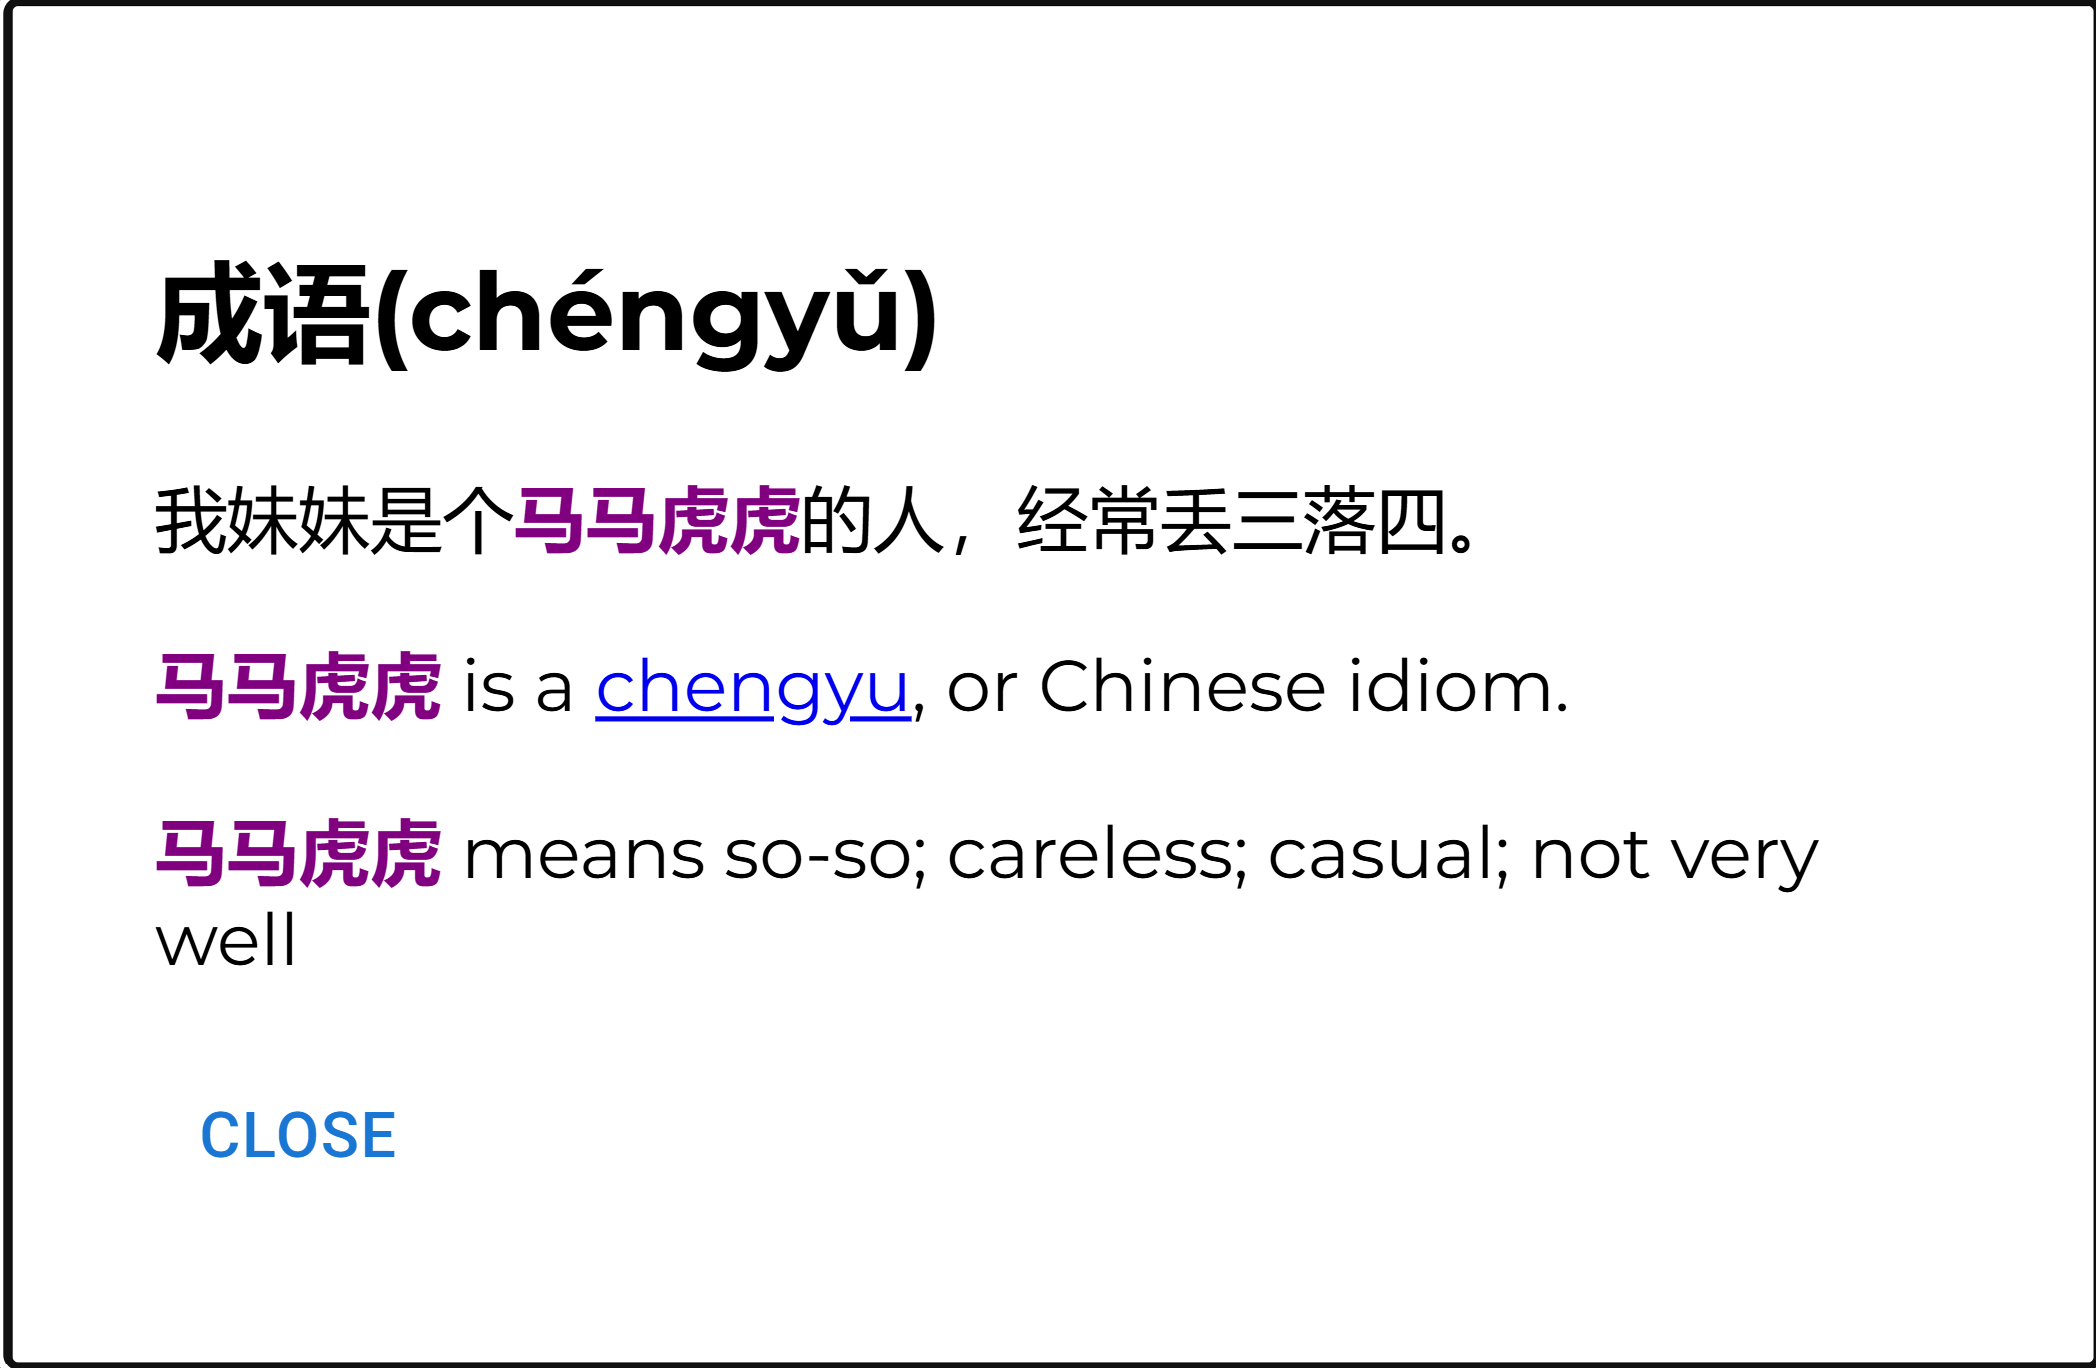 成语(chéngyǔ)
我妹妹是个马马虎虎的人，经常丢三落四。
马马虎虎 is a chengyu, or Chinese idiom.
马马虎虎 means so-so; careless; casual; not very
well
CLOSE